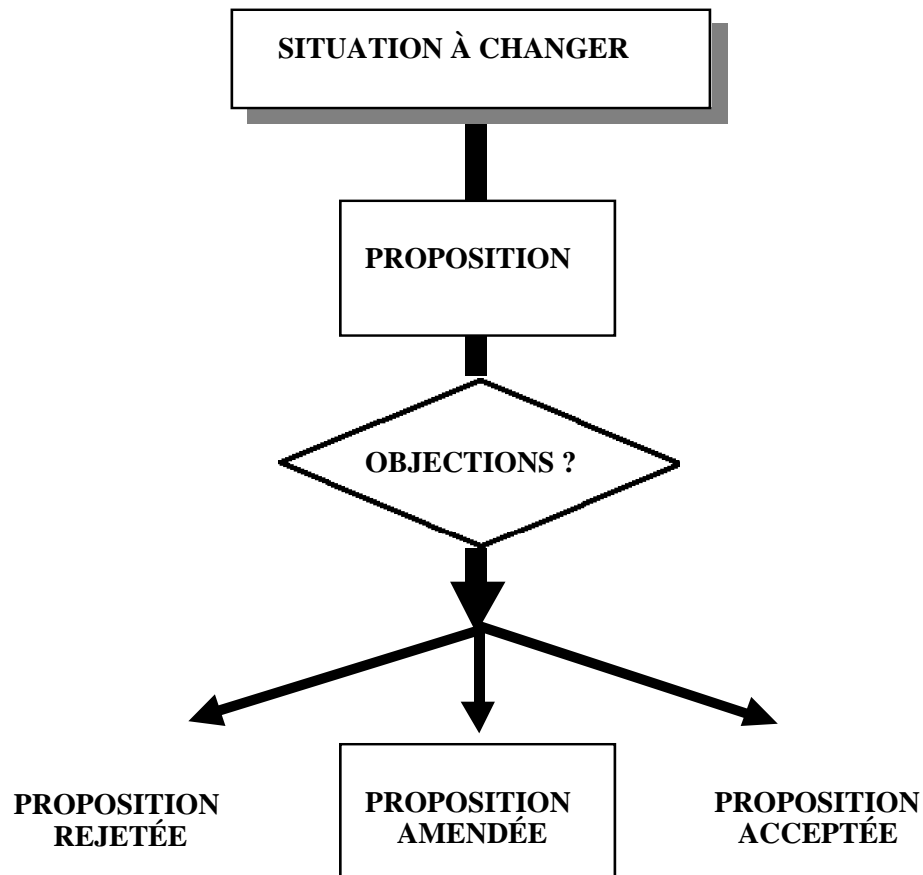 SITUATION À CHANGER
PROPOSITION
OBJECTIONS ?
PROPOSITION
REJETÉE
PROPOSITION
AMENDÉE
PROPOSITION
ACCEPTÉE